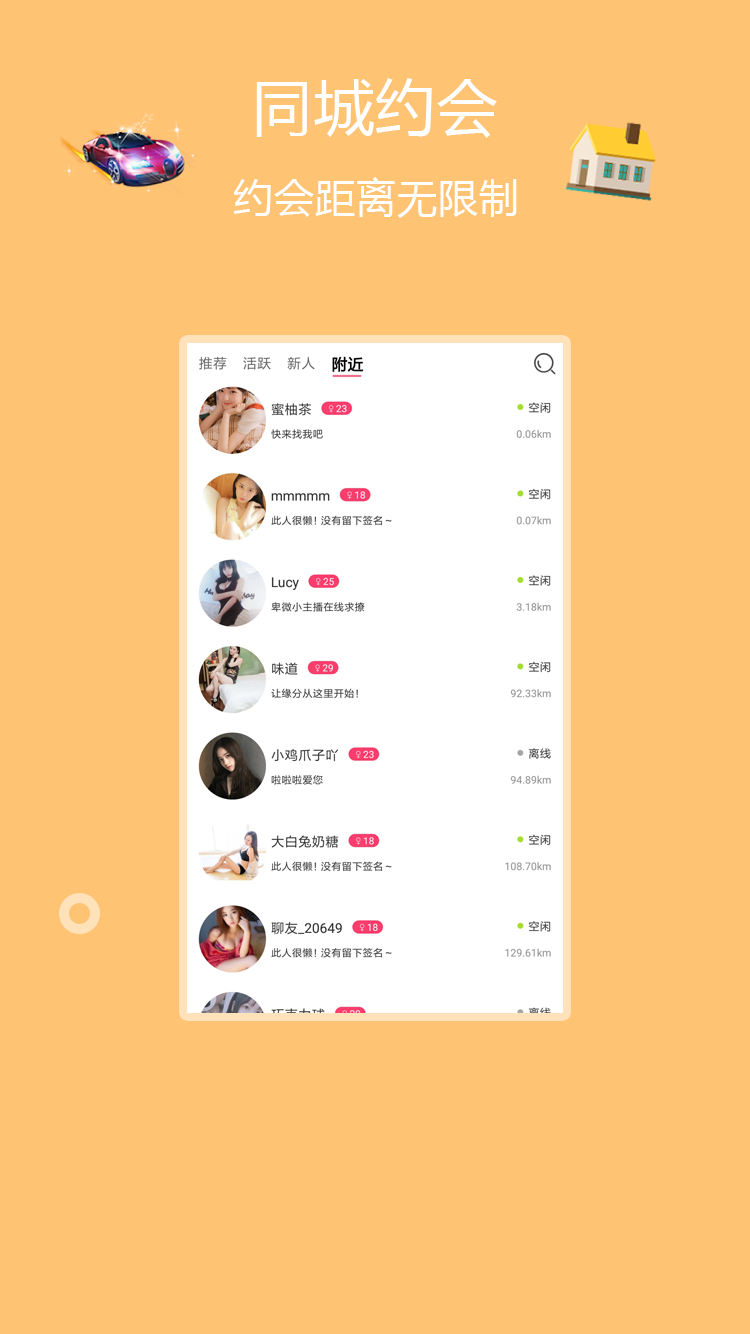 同城约会
约会距离无限制
推荐 活跃 新人 附近
蜜柚茶 ♀23 空闲
快来找我吧 0.06km
mmmmm ♀18 空闲
此人很懒！没有留下签名~ 0.07km
Lucy ♀25 空闲
卑微小主播在线求撩 3.18km
味道 ♀29 空闲
让缘分从这里开始！ 92.33km
小鸡爪子吖 ♀23 离线
啦啦啦爱您 94.89km
大白兔奶糖 ♀18 空闲
此人很懒！没有留下签名~ 108.70km
聊友_20649 ♀18 空闲
此人很懒！没有留下签名~ 129.61km
巧克力球 离线